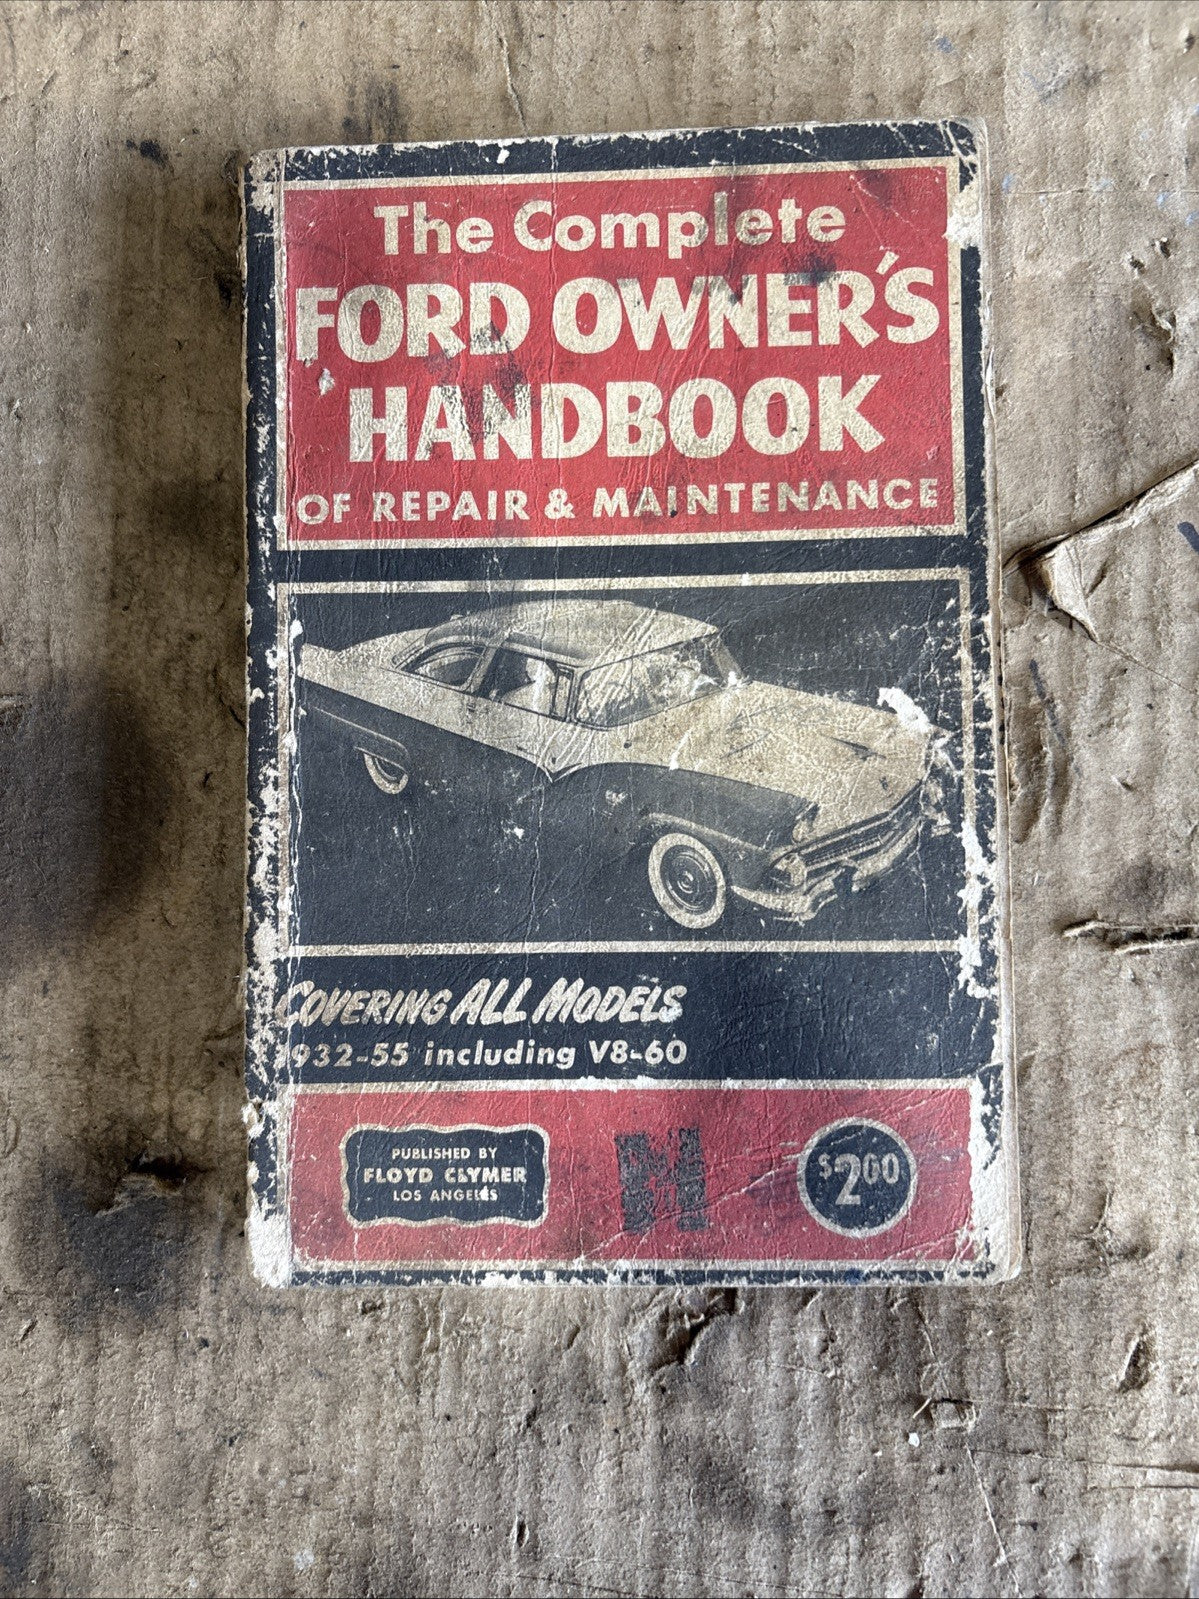 The Complete
FORD OWNER'S
HANDBOOK
OF REPAIR & MAINTENANCE
COVERING ALL MODELS
1932-55 including V8-60
PUBLISHED BY
FLOYD CLYMER
LOS ANGELES
$2.00